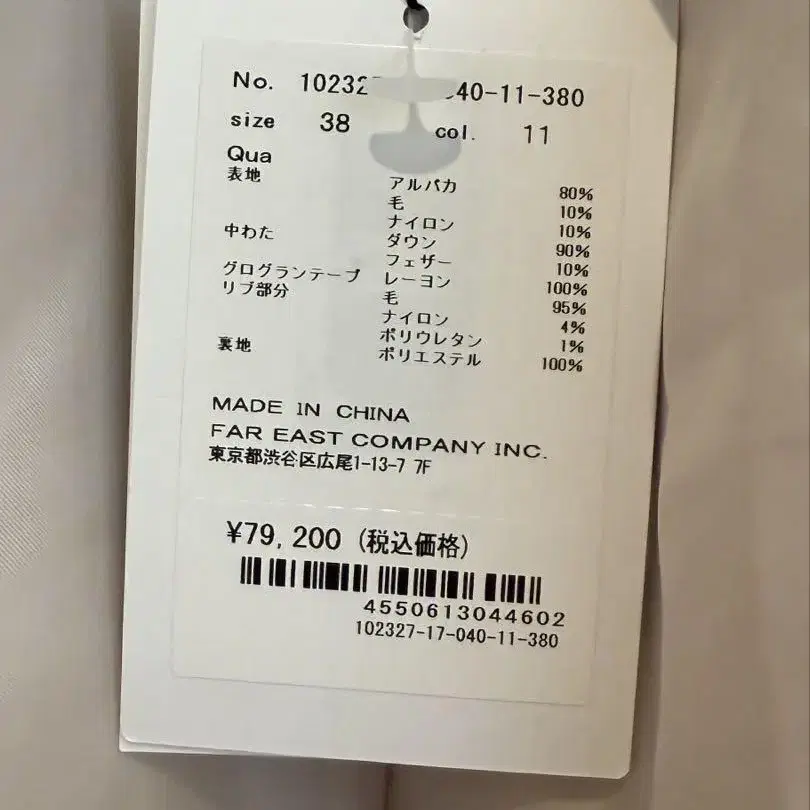 No. 10232 40-11-380
size 38 col. 11
Qua
表地 アルパカ 80%
毛 10%
ナイロン 10%
中わた ダウン 90%
フェザー 10%
グログランテープ レーヨン 100%
リブ部分 毛 95%
ナイロン 4%
ポリウレタン 1%
裏地 ポリエステル 100%
MADE IN CHINA
FAR EAST COMPANY INC.
東京都渋谷区広尾1-13-7 7F
¥79,200 (税込価格)
4550613044602
102327-17-040-11-380